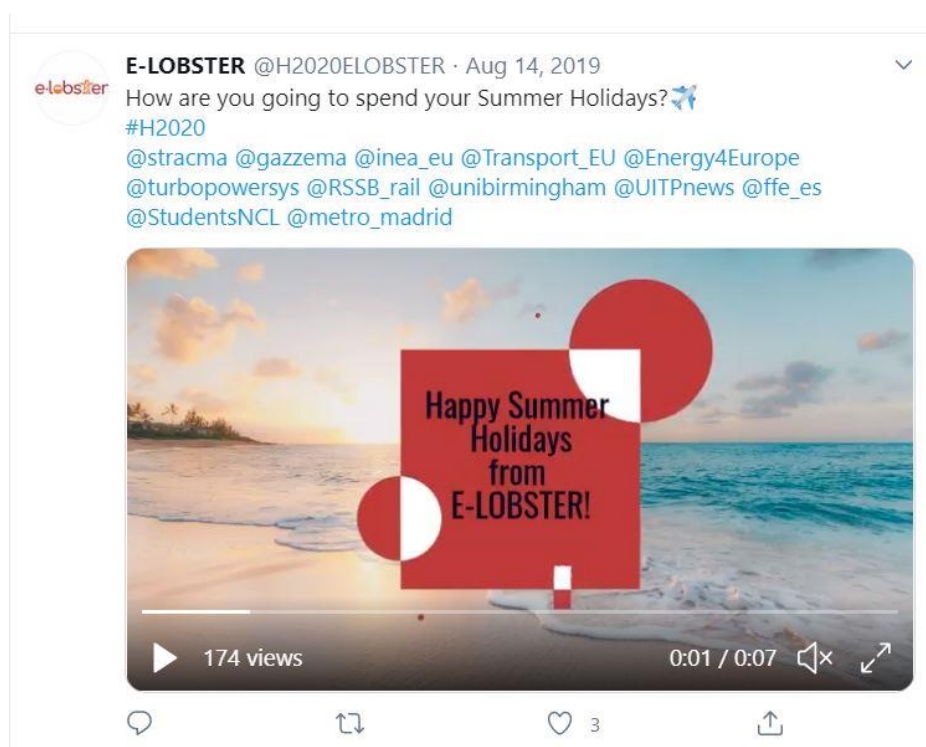 E-LOBSTER @H2020ELOBSTER · Aug 14, 2019
e-lobster
How are you going to spend your Summer Holidays?✈️
#H2020
@stracma @gazzema @inea_eu @Transport_EU @Energy4Europe
@turbopowersys @RSSB_rail @unibirmingham @UITPnews @ffe_es
@StudentsNCL @metro_madrid
Happy Summer
Holidays
from
E-LOBSTER!
174 views
0:01 / 0:07
3